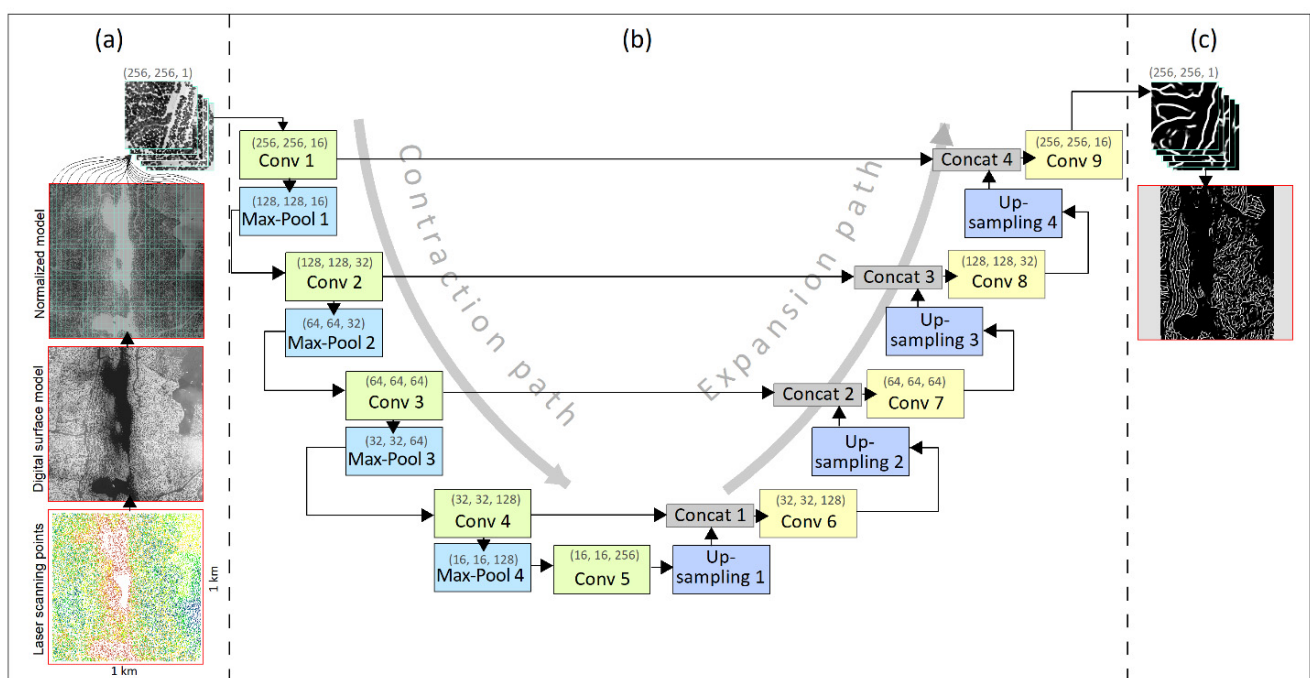 (a)
(256, 256, 1)
Normalized model
Digital surface model
Laser scanning points
1 km
1 km
(b)
(256, 256, 16)
Conv 1
(128, 128, 16)
Max-Pool 1
(128, 128, 32)
Conv 2
(64, 64, 32)
Max-Pool 2
(64, 64, 64)
Conv 3
(32, 32, 64)
Max-Pool 3
(32, 32, 128)
Conv 4
(16, 16, 128)
Max-Pool 4
(16, 16, 256)
Conv 5
Contraction path
Expansion path
Up-
sampling 1
Concat 1
(32, 32, 128)
Conv 6
Up-
sampling 2
Concat 2
(64, 64, 64)
Conv 7
Up-
sampling 3
Concat 3
(128, 128, 32)
Conv 8
Up-
sampling 4
Concat 4
(256, 256, 16)
Conv 9
(c)
(256, 256, 1)